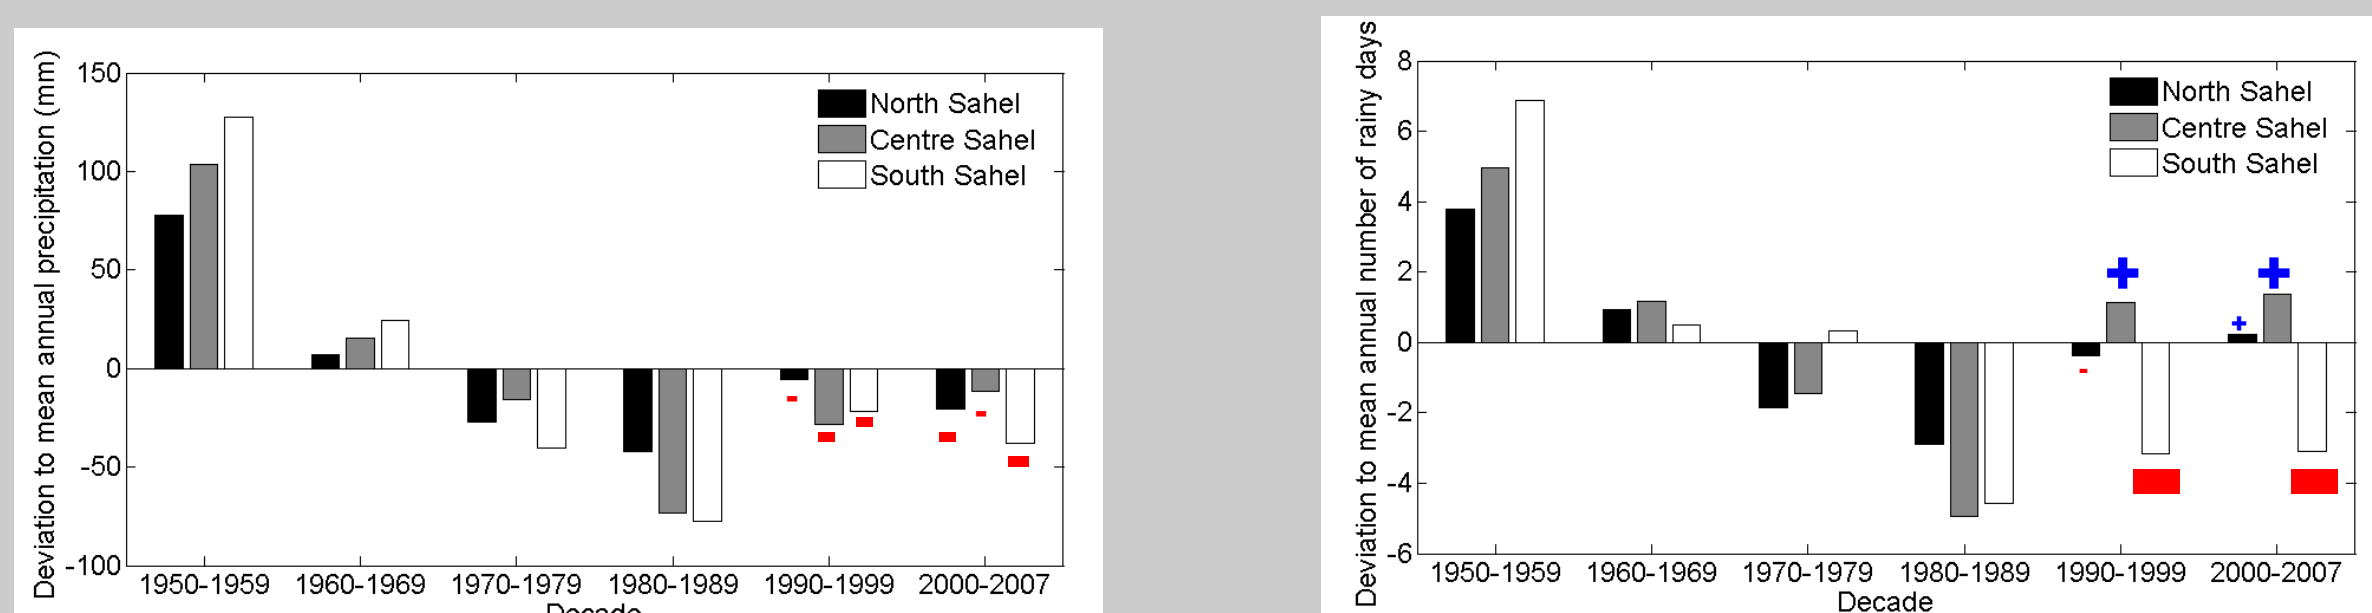 Deviation to mean annual precipitation (mm)
150
100
50
0
-50
-100
North Sahel
Centre Sahel
South Sahel
1950-1959 1960-1969 1970-1979 1980-1989 1990-1999 2000-2007
Decade
Deviation to mean annual number of rainy days
8
6
4
2
0
-2
-4
-6
North Sahel
Centre Sahel
South Sahel
+ +
+
1950-1959 1960-1969 1970-1979 1980-1989 1990-1999 2000-2007
Decade